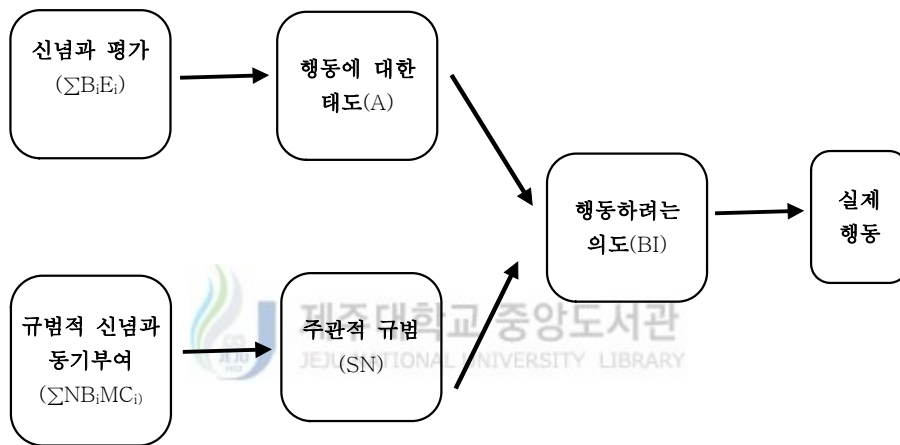 신념과 평가
(∑BᵢEᵢ)
행동에 대한
태도(A)
행동하려는
의도(BI)
실제
행동
규범적 신념과
동기부여
(∑NBᵢMCᵢ₎
주관적 규범
(SN)
제주대학교 중앙도서관
JEJU NATIONAL UNIVERSITY LIBRARY